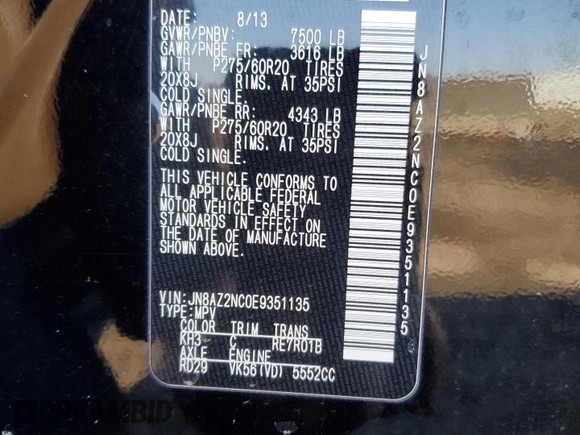 DATE: 8/13
GVWR/PNBV: 7500 LB
GAWR/PNBE FR: 3616 LB
WITH P275/60R20 TIRES
20X8J RIMS. AT 35PSI
COLD SINGLE.
GAWR/PNBE RR: 4343 LB
WITH P275/60R20 TIRES
20X8J RIMS. AT 35PSI
COLD SINGLE.
THIS VEHICLE CONFORMS TO
ALL APPLICABLE FEDERAL
MOTOR VEHICLE SAFETY
STANDARDS IN EFFECT ON
THE DATE OF MANUFACTURE
SHOWN ABOVE.
VIN: JN8AZ2NC0E9351135
TYPE: MPV
COLOR TRIM TRANS
KH3 C RE7R01B
AXLE ENGINE
RD29 VK56(VD) 5552CC
JN8AZ2NC0E9351135